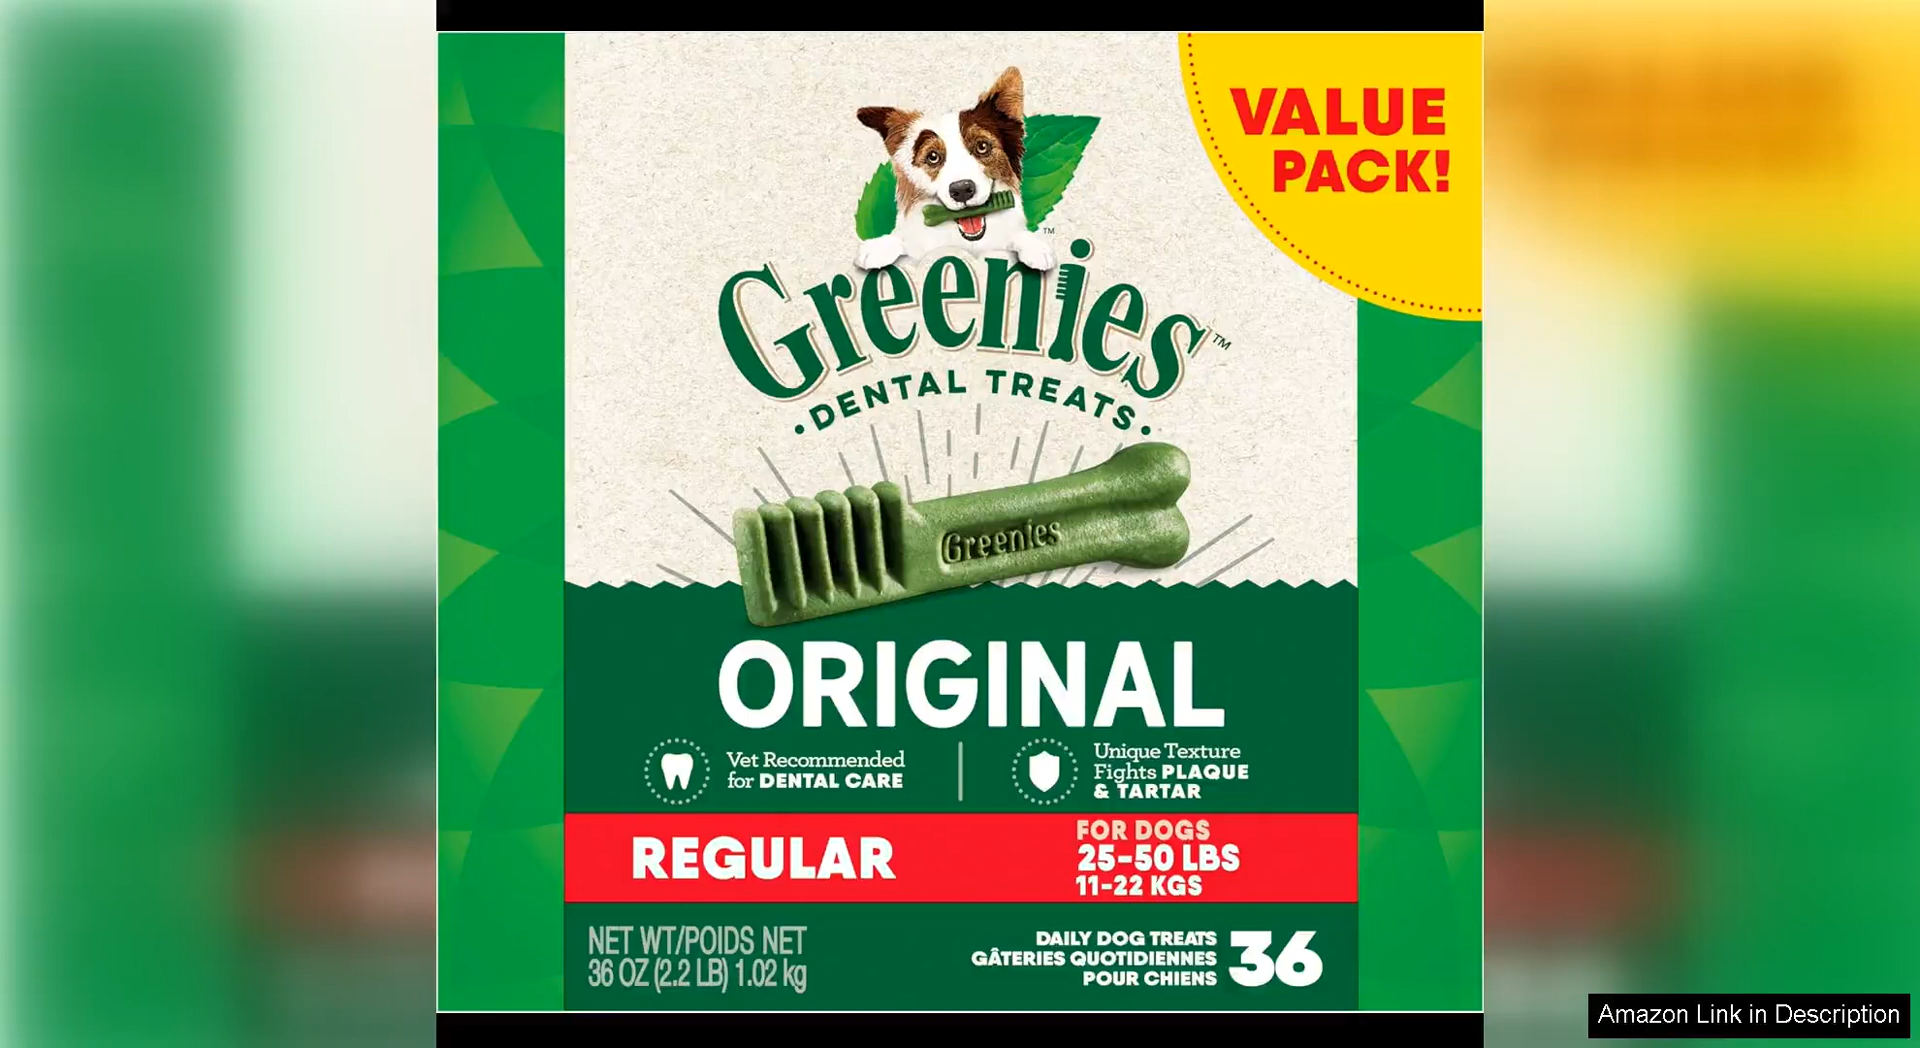 VALUE
PACK!
Greenies™
DENTAL TREATS
Greenies
ORIGINAL
Vet Recommended
for DENTAL CARE
Unique Texture
Fights PLAQUE
& TARTAR
REGULAR
FOR DOGS
25-50 LBS
11-22 KGS
NET WT/POIDS NET
36 OZ (2.2 LB) 1.02 kg
DAILY DOG TREATS
GÂTERIES QUOTIDIENNES
POUR CHIENS
36
Amazon Link in Description